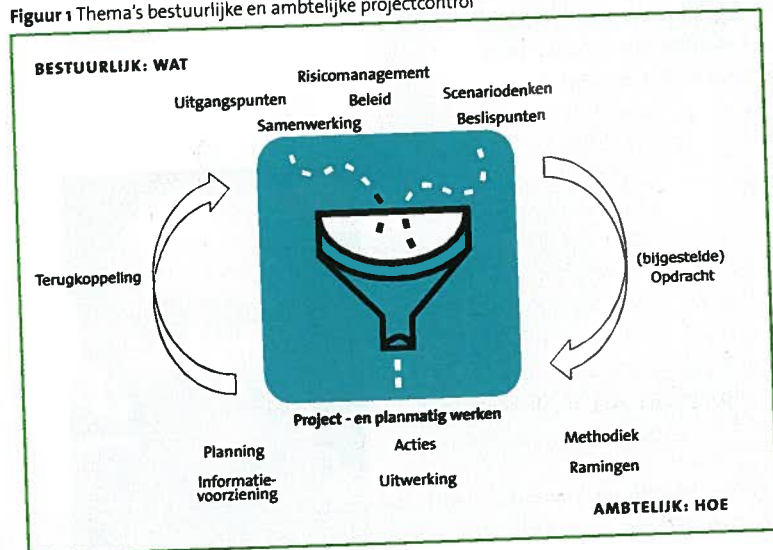 Figuur 1 Thema's bestuurlijke en ambtelijke projectcontrol
BESTUURLIJK: WAT
Risicomanagement
Uitgangspunten
Beleid
Scenariodenken
Samenwerking
Beslispunten
Terugkoppeling
(bijgestelde)
Opdracht
Project - en planmatig werken
Planning
Acties
Methodiek
Informatie-
voorziening
Uitwerking
Ramingen
AMBTELIJK: HOE